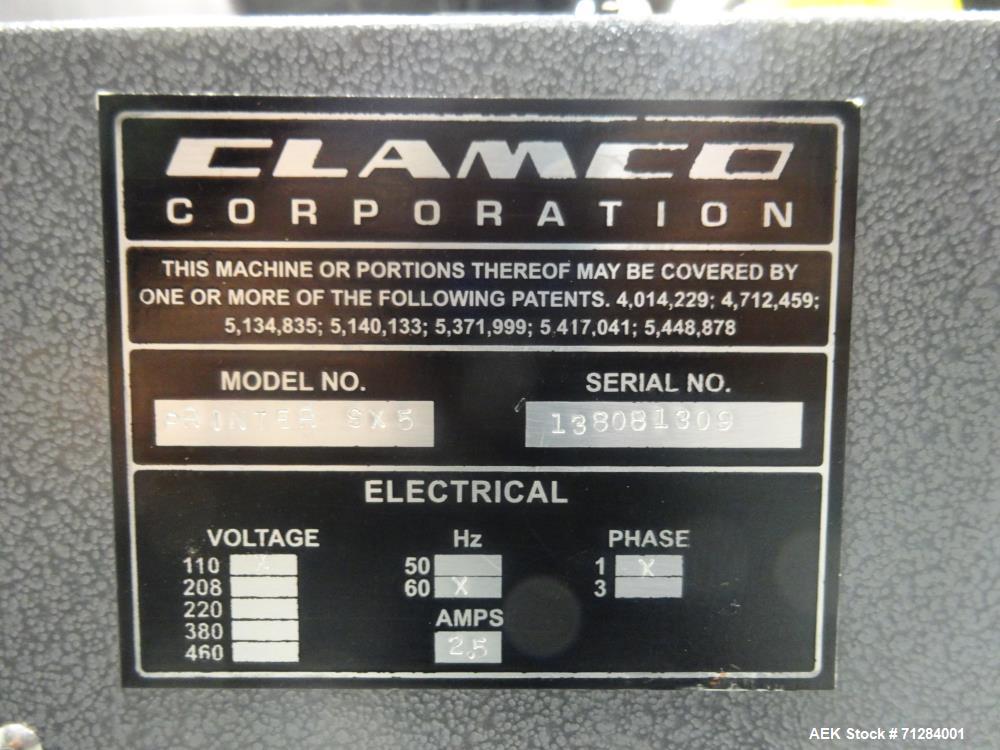 CLAMCO
CORPORATION
THIS MACHINE OR PORTIONS THEREOF MAY BE COVERED BY
ONE OR MORE OF THE FOLLOWING PATENTS. 4,014,229; 4,712,459;
5,134,835; 5,140,133; 5,371,999; 5,417,041; 5,448,878
MODEL NO. SERIAL NO.
PRINTER SX5 138081309
ELECTRICAL
VOLTAGE Hz PHASE
110 X 50 1 X
208 60 X 3
220 AMPS
380 2.5
460
AEK Stock #71284001